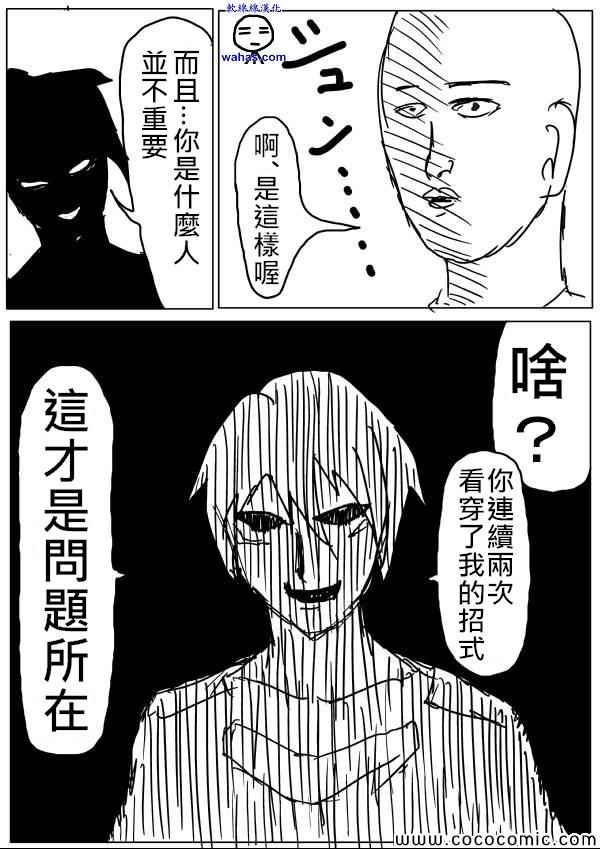 軟綿綿漢化
wahas.com
シュン……
啊、是這樣喔
而且…你是什麼人
並不重要
啥？
你連續兩次
看穿了我的招式
這才是問題所在
www.cococomic.com